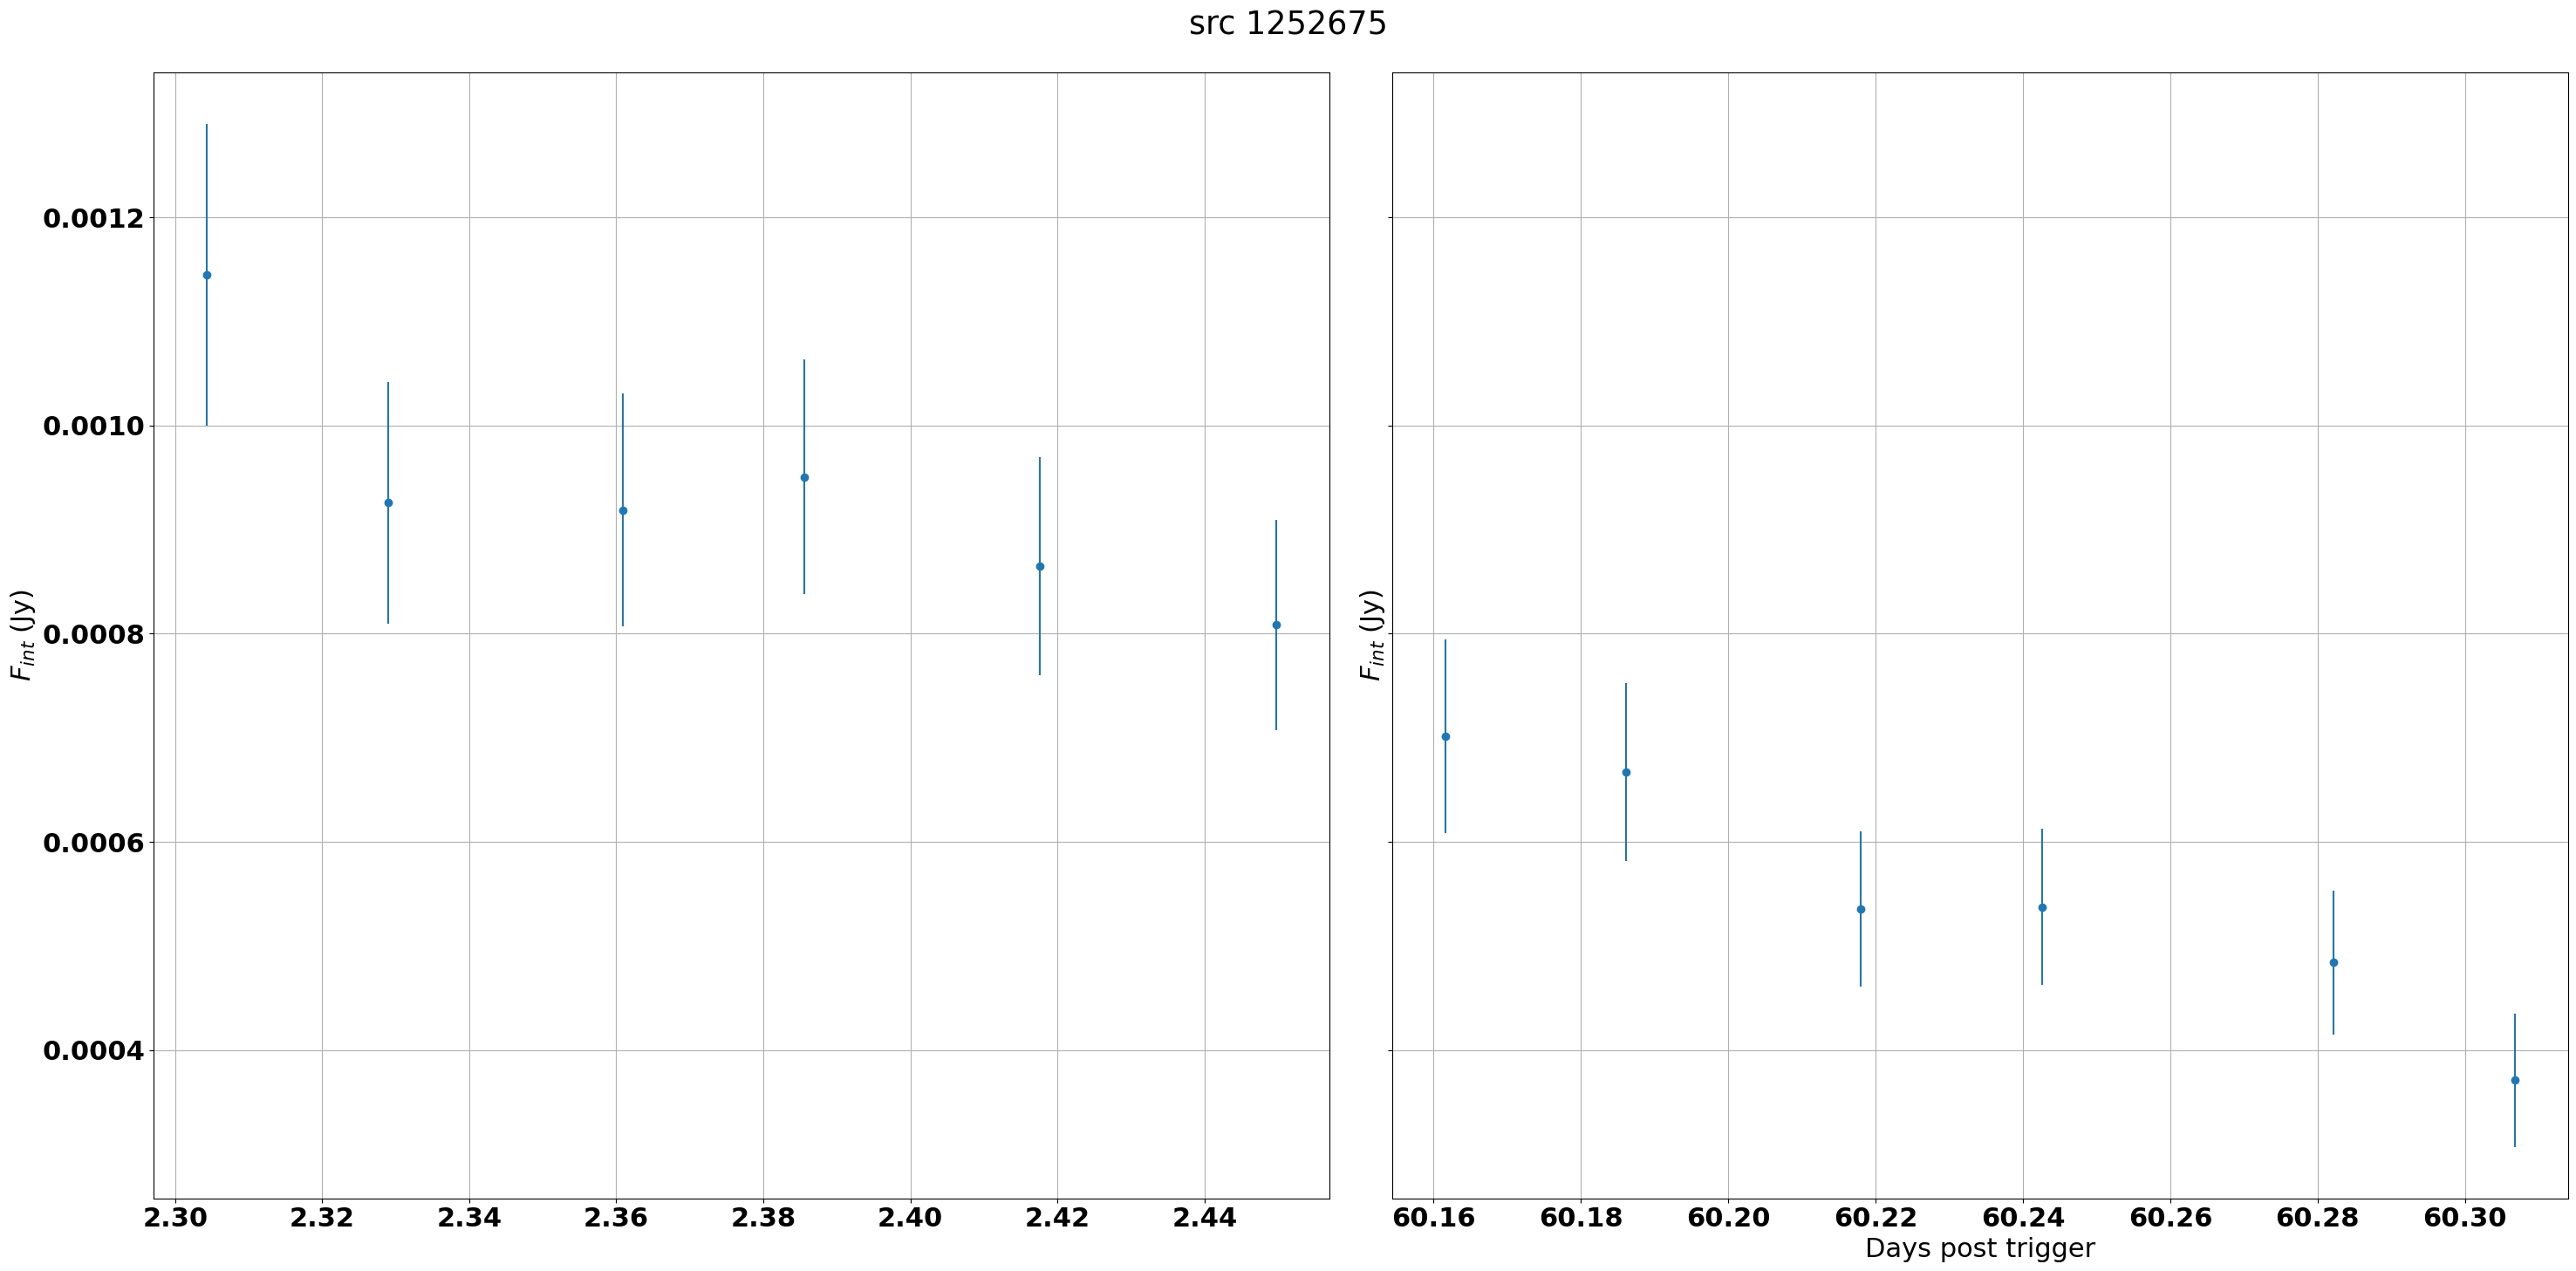 src 1252675
0.0012
0.0010
0.0008
0.0006
0.0004
F_int (Jy)
2.30 2.32 2.34 2.36 2.38 2.40 2.42 2.44
F_int (Jy)
60.16 60.18 60.20 60.22 60.24 60.26 60.28 60.30
Days post trigger